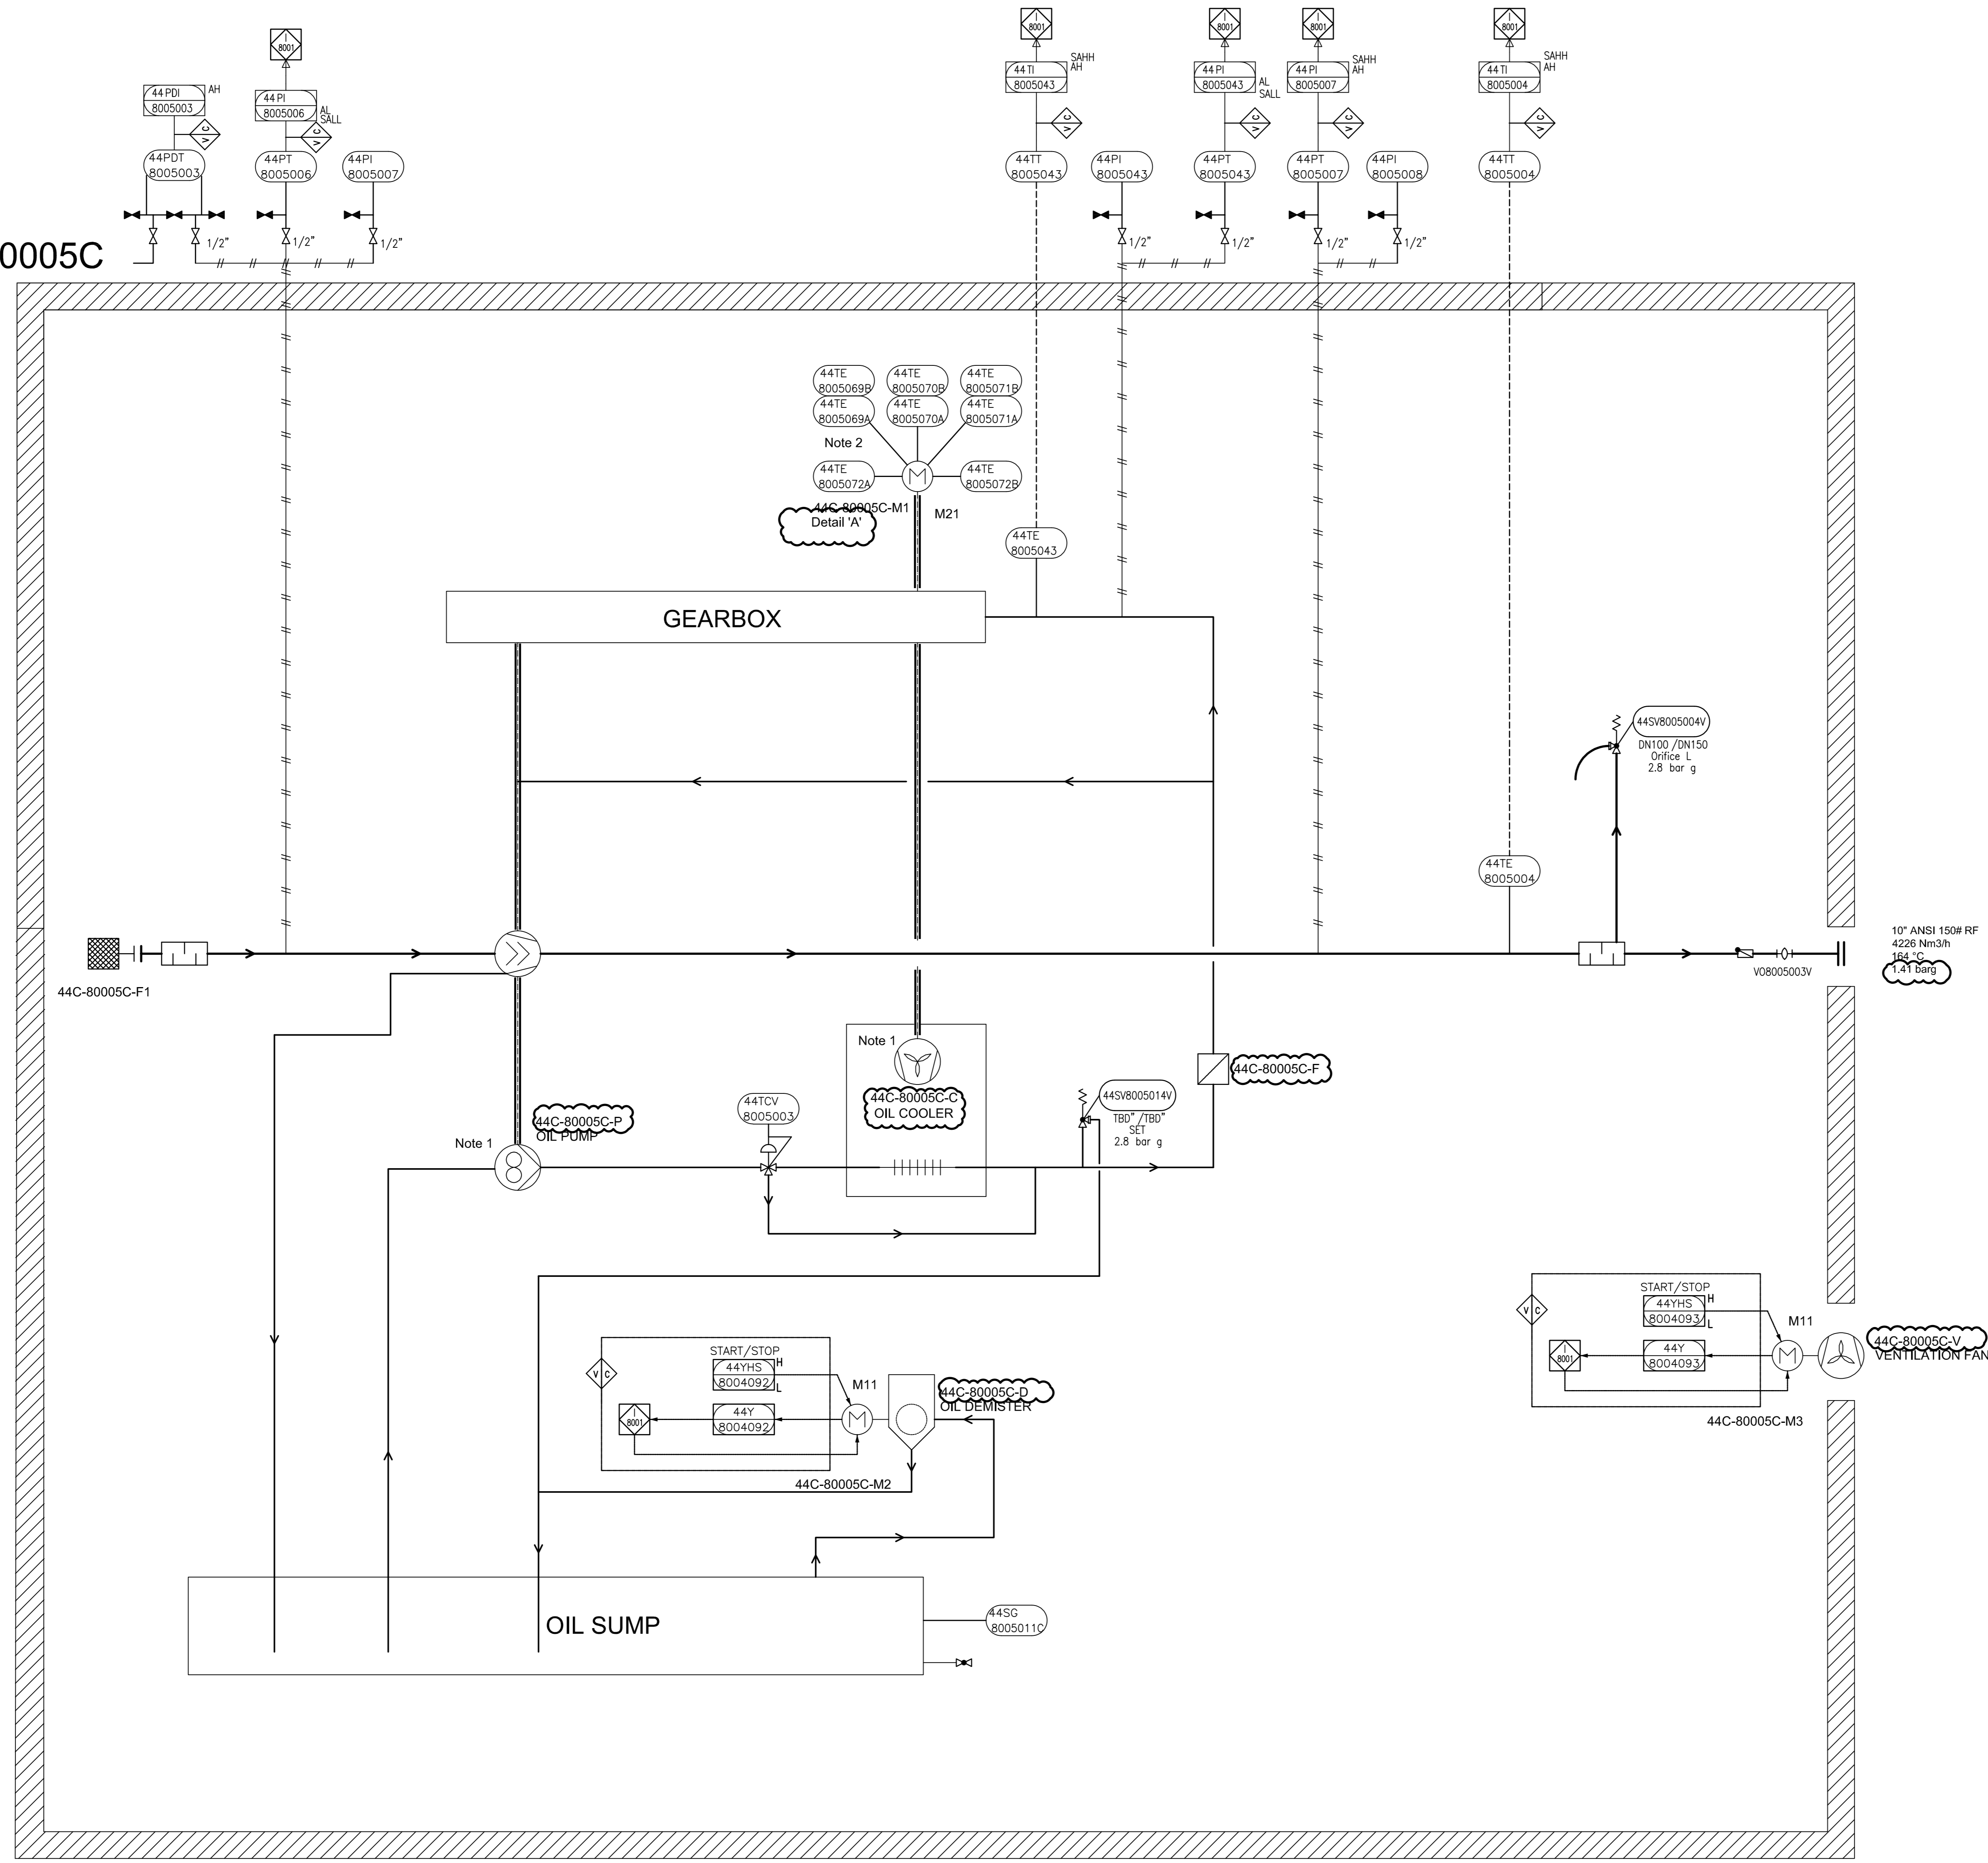 I
8001
I
8001
I
8001
I
8001
I
8001
44 PDI
8005003
AH
44 PI
8005006
AL
SALL
44 TI
8005043
SAHH
AH
44 PI
8005043
AL
SALL
44 PI
8005007
SAHH
AH
44 TI
8005004
SAHH
AH
V C
V C
V C
V C
V C
V C
44PDT
8005003
44PT
8005006
44PI
8005007
44TT
8005043
44PI
8005043
44PT
8005043
44PT
8005007
44PI
8005008
44TT
8005004
1/2"
1/2"
1/2"
1/2"
1/2"
1/2"
1/2"
0005C
44TE
8005069B
44TE
8005070B
44TE
8005071B
44TE
8005069A
44TE
8005070A
44TE
8005071A
Note 2
44TE
8005072A
M
44TE
8005072B
44C-80005C-M1
M21
Detail 'A'
44TE
8005043
GEARBOX
44SV8005004V
DN100 /DN150
Orifice L
2.8 bar g
44TE
8005004
10" ANSI 150# RF
4226 Nm3/h
164 °C
1.41 barg
VO8005003V
44C-80005C-F1
Note 1
44C-80005C-C
OIL COOLER
44C-80005C-F
44C-80005C-P
OIL PUMP
Note 1
44TCV
8005003
44SV8005014V
TBD"/TBD"
SET
2.8 bar g
START/STOP
44YHS
8004092
H
L
V C
M11
44Y
8004092
I
8001
M
44C-80005C-D
OIL DEMISTER
44C-80005C-M2
START/STOP
44YHS
8004093
H
L
V C
M11
44Y
8004093
I
8001
M
44C-80005C-V
VENTILATION FAN
44C-80005C-M3
OIL SUMP
44SG
8005011C